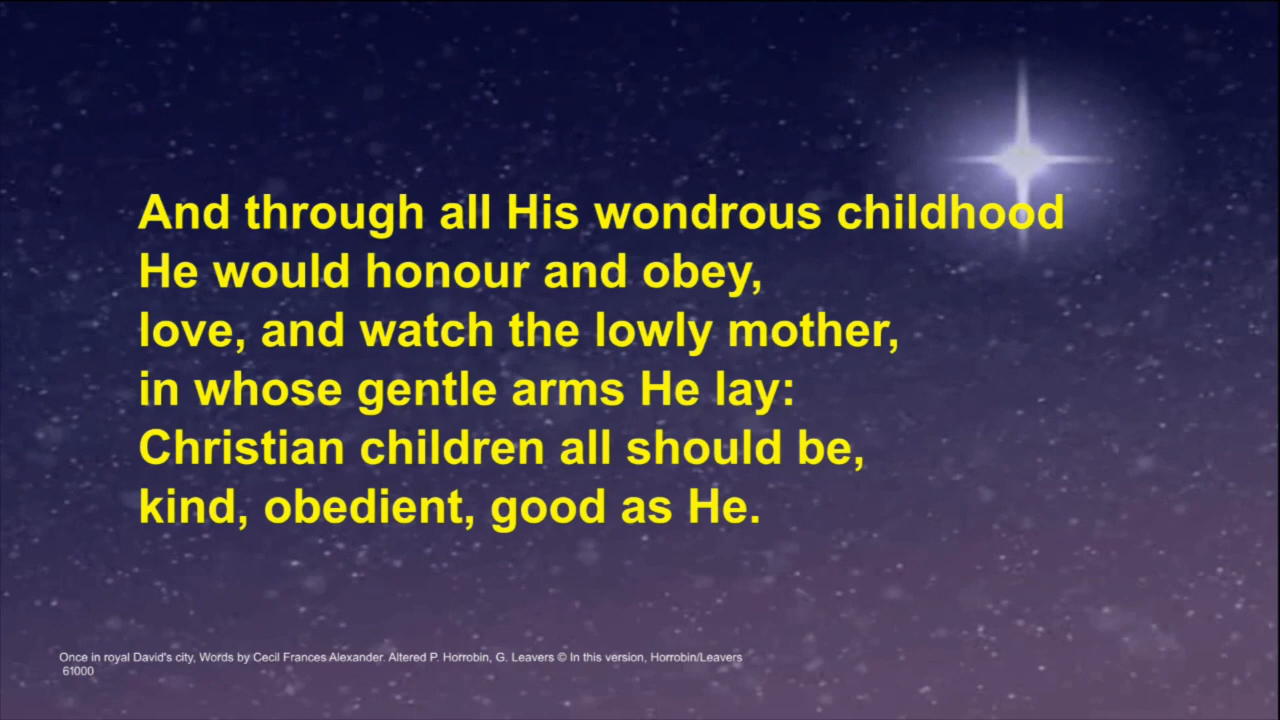 And through all His wondrous childhood
He would honour and obey,
love, and watch the lowly mother,
in whose gentle arms He lay:
Christian children all should be,
kind, obedient, good as He.
Once in royal David's city, Words by Cecil Frances Alexander. Altered P. Horrobin, G. Leavers © In this version, Horrobin/Leavers
61000